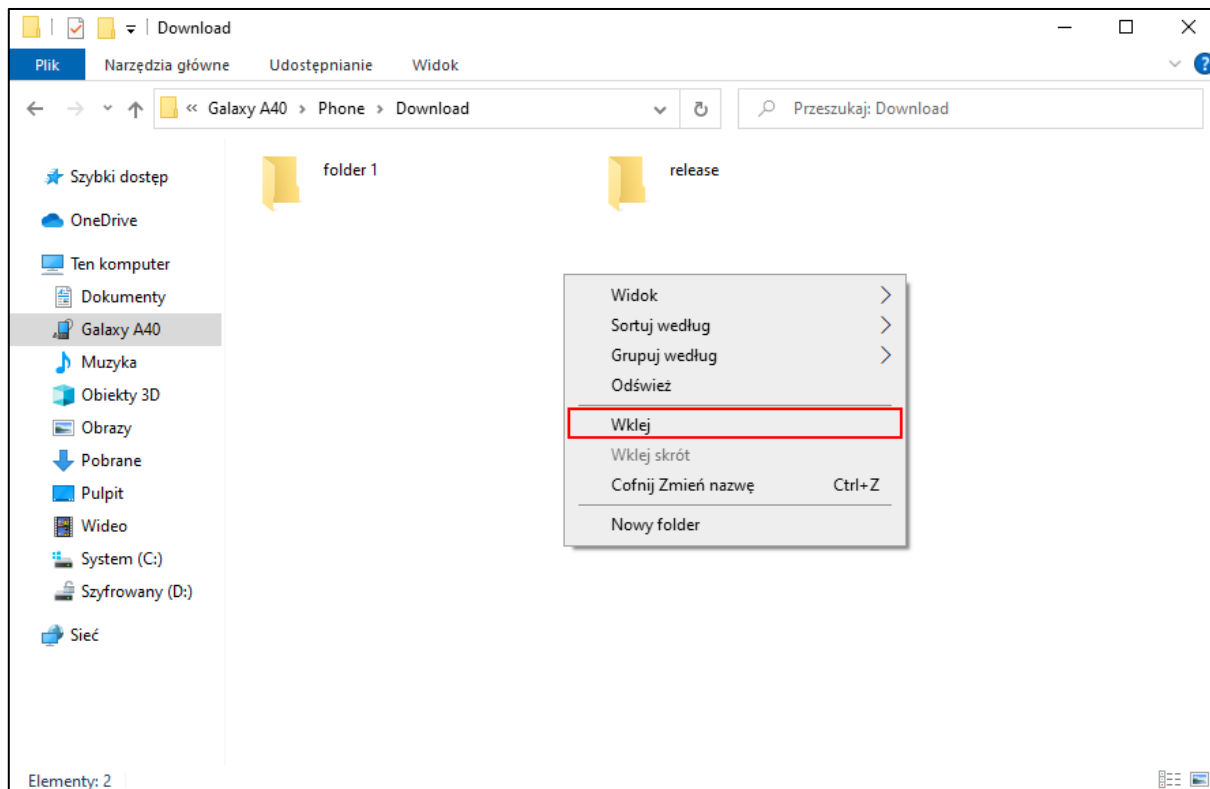 Download
Plik Narzędzia główne Udostępnianie Widok
« Galaxy A40 › Phone › Download
Przeszukaj: Download
Szybki dostęp
OneDrive
Ten komputer
Dokumenty
Galaxy A40
Muzyka
Obiekty 3D
Obrazy
Pobrane
Pulpit
Wideo
System (C:)
Szyfrowany (D:)
Sieć
folder 1
release
Widok
Sortuj według
Grupuj według
Odśwież
Wklej
Wklej skrót
Cofnij Zmień nazwę Ctrl+Z
Nowy folder
Elementy: 2